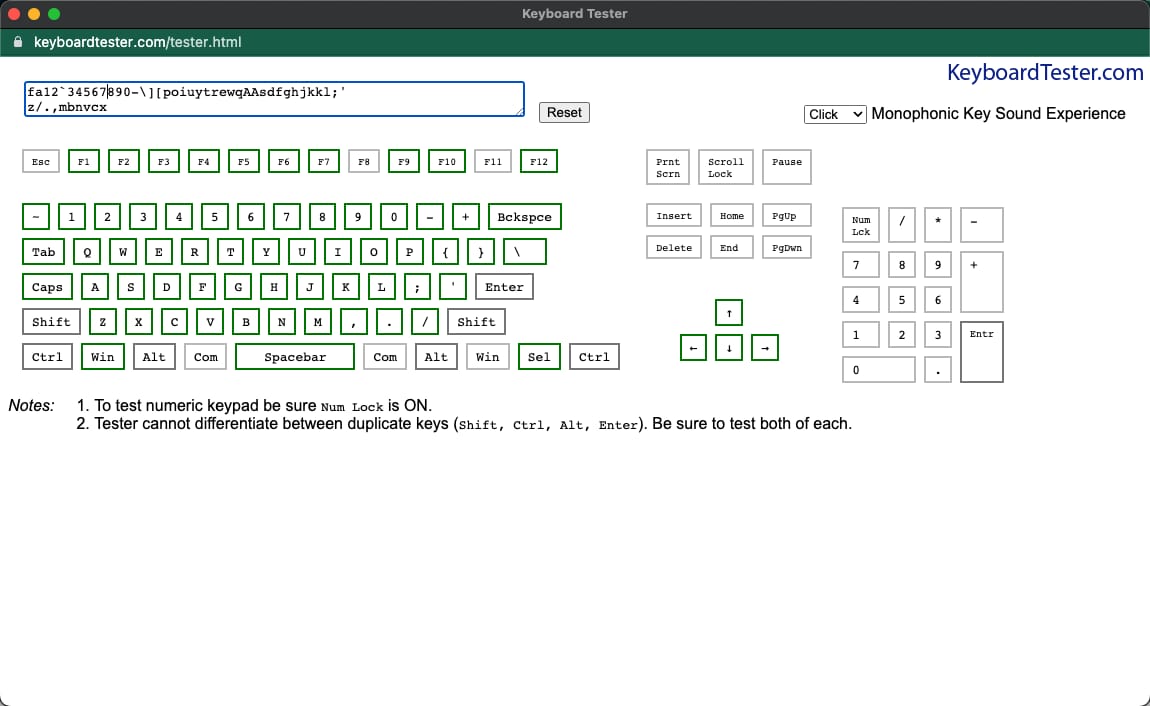 Keyboard Tester
keyboardtester.com/tester.html
KeyboardTester.com
fa12`34567890-\][poiuytrewqAAsdfghjkkl;'
z/.,mbnvcx
Reset
Click Monophonic Key Sound Experience
Esc F1 F2 F3 F4 F5 F6 F7 F8 F9 F10 F11 F12
Prnt Scrn Scroll Lock Pause
~ 1 2 3 4 5 6 7 8 9 0 - + Bckspce
Insert Home PgUp
Num Lck / * -
Tab Q W E R T Y U I O P { } \
Delete End PgDwn
7 8 9 +
Caps A S D F G H J K L ; ' Enter
4 5 6
Shift Z X C V B N M , . / Shift
↑
1 2 3 Entr
Ctrl Win Alt Com Spacebar Com Alt Win Sel Ctrl
← ↓ →
0 .
Notes: 1. To test numeric keypad be sure Num Lock is ON.
2. Tester cannot differentiate between duplicate keys (Shift, Ctrl, Alt, Enter). Be sure to test both of each.